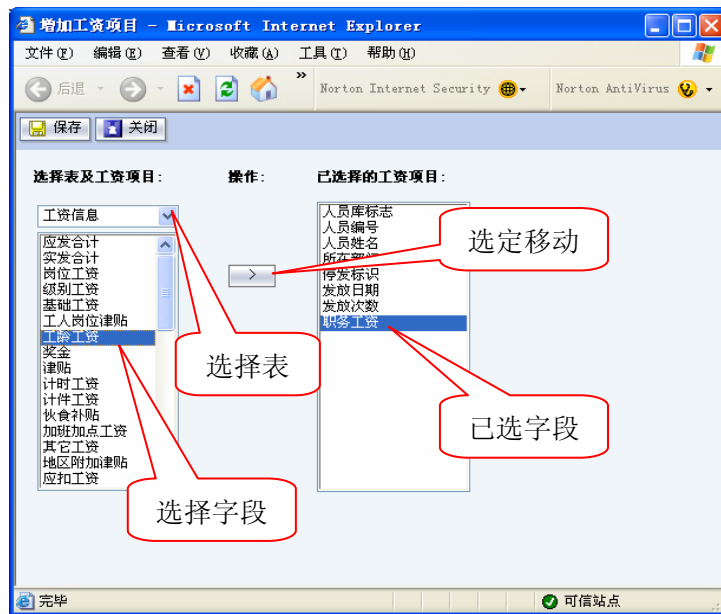 增加工资项目 - Microsoft Internet Explorer
文件(F) 编辑(E) 查看(V) 收藏(A) 工具(T) 帮助(H)
后退 » Norton Internet Security Norton AntiVirus
保存 关闭
选择表及工资项目: 操作: 已选择的工资项目:
工资信息
应发合计
实发合计
岗位工资
级别工资
基础工资
工人岗位津贴
工龄工资
奖金
津贴
计时工资
计件工资
伙食补贴
加班加点工资
其它工资
地区附加津贴
应扣工资
>
人员库标志
人员编号
人员姓名
所在部门
停发标识
发放日期
发放次数
职务工资
选定移动
选择表
已选字段
选择字段
完毕 可信站点